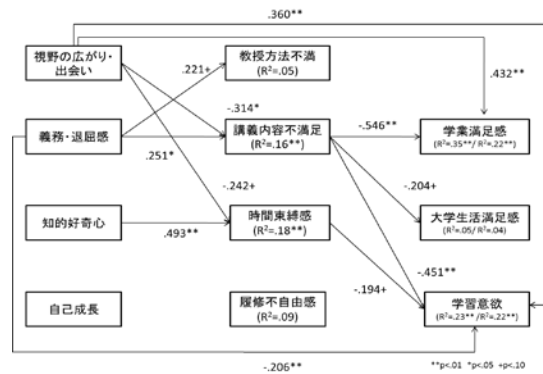 .360**
視野の広がり・
出会い
教授方法不満
(R²=.05)
.221+
.432**
-.314*
義務・退屈感
講義内容不満足
(R²=.16**)
-.546**
学業満足感
(R²=.35**/ R²=.22**)
.251*
-.242+
-.204+
知的好奇心
.493**
時間束縛感
(R²=.18**)
大学生活満足感
(R²=.05/ R²=.04)
-.451**
-.194+
自己成長
履修不自由感
(R²=.09)
学習意欲
(R²=.23** /R²=.22**)
-.206**
**p<.01 *p<.05 +p<.10